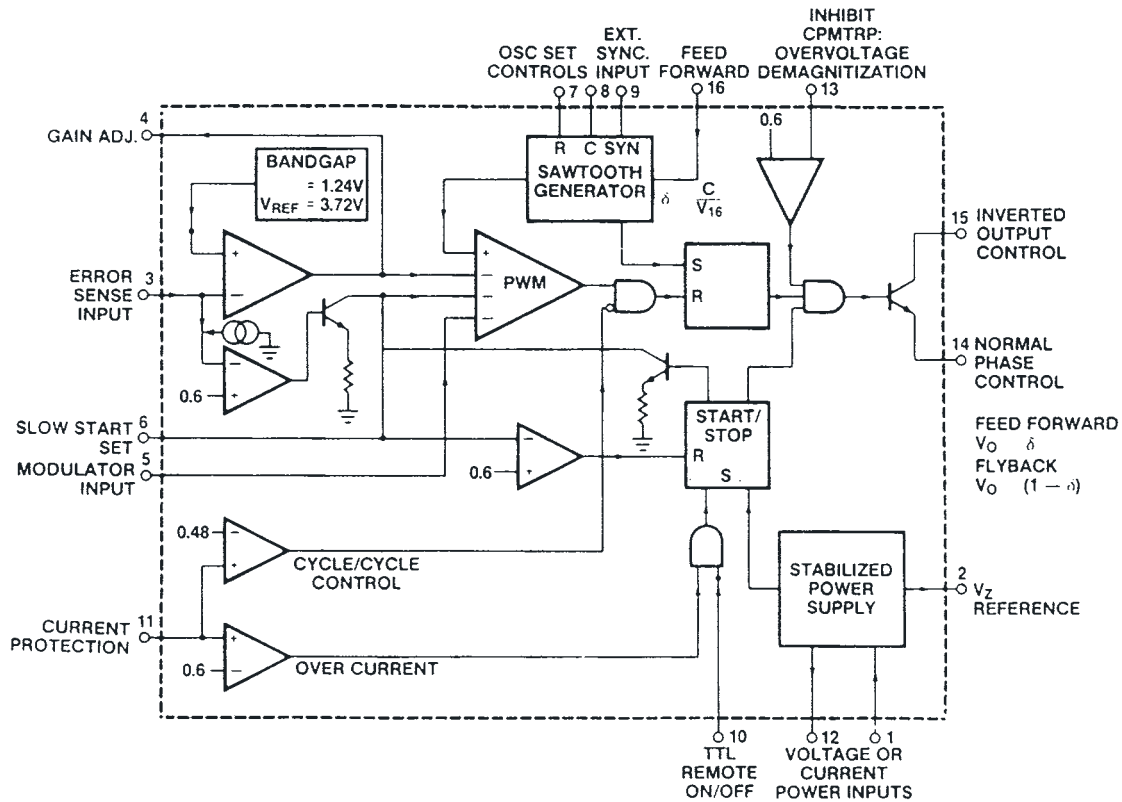 INHIBIT
CPMTRP:
OVERVOLTAGE
DEMAGNITIZATION
13
EXT.
SYNC.
INPUT
9
OSC SET
CONTROLS
7
8
FEED
FORWARD
16
4
GAIN ADJ.
BANDGAP
= 1.24V
VREF = 3.72V
R C SYN
SAWTOOTH
GENERATOR
δ C
V16
0.6
15 INVERTED
OUTPUT
CONTROL
+
−
ERROR 3
SENSE
INPUT
+
−
−
−
PWM
S
R
−
+
0.6
14 NORMAL
PHASE
CONTROL
SLOW START 6
SET
MODULATOR 5
INPUT
−
+
0.6
START/
STOP
R
S
FEED FORWARD
VO δ
FLYBACK
VO (1 − δ)
0.48
−
+
CYCLE/CYCLE
CONTROL
STABILIZED
POWER
SUPPLY
2
VZ
REFERENCE
CURRENT 11
PROTECTION
+
−
0.6
OVER CURRENT
10
TTL
REMOTE
ON/OFF
12 1
VOLTAGE OR
CURRENT
POWER INPUTS